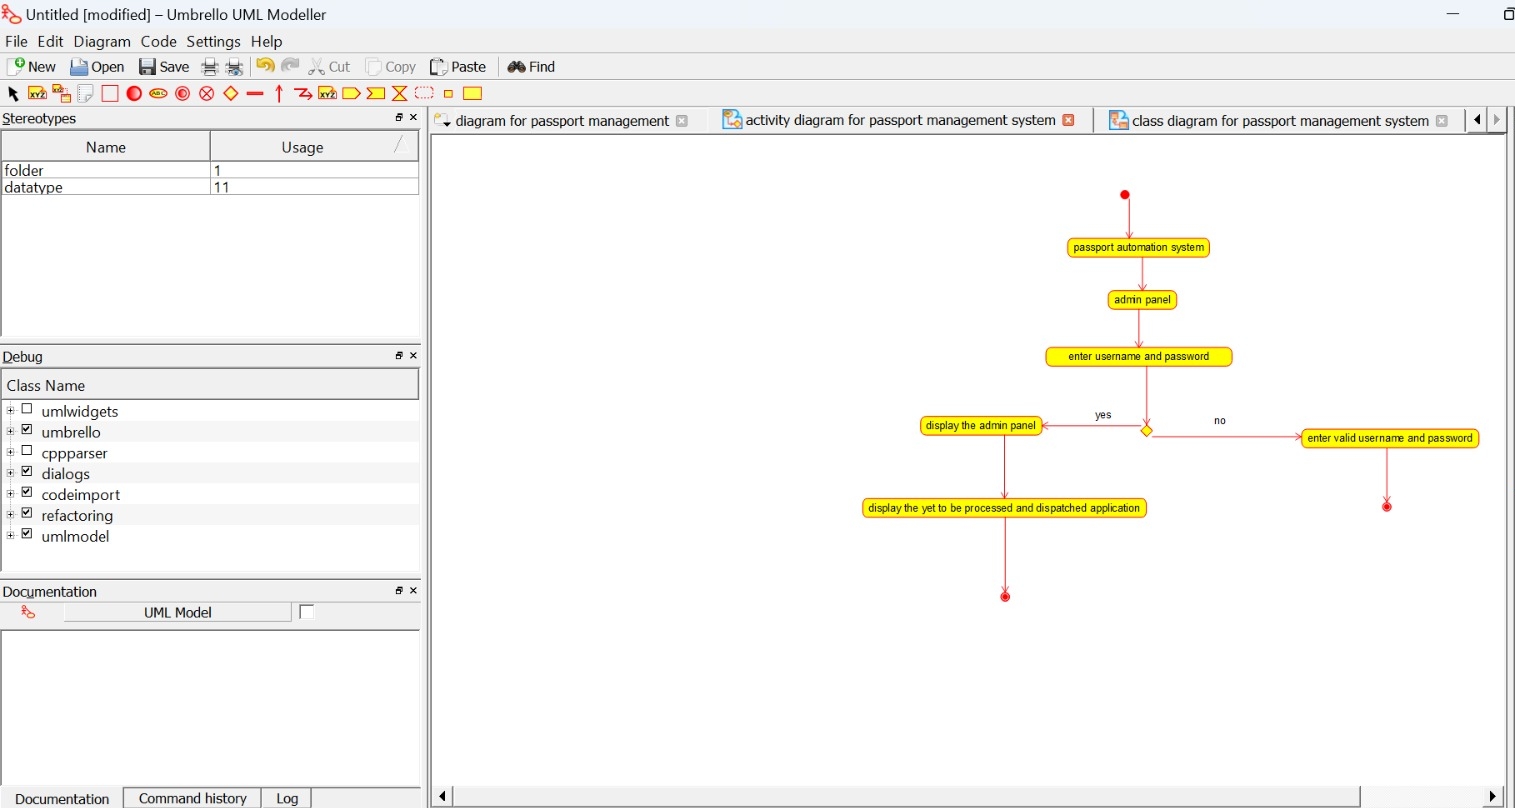 Untitled [modified] – Umbrello UML Modeller
File Edit Diagram Code Settings Help
New Open Save Cut Copy Paste Find
XYZ XYZ ABC XYZ
Stereotypes
Name Usage
folder 1
datatype 11
Debug
Class Name
umlwidgets
umbrello
cppparser
dialogs
codeimport
refactoring
umlmodel
Documentation
UML Model
Documentation Command history Log
diagram for passport management activity diagram for passport management system class diagram for passport management system
passport automation system
admin panel
enter username and password
yes no
display the admin panel enter valid username and password
display the yet to be processed and dispatched application